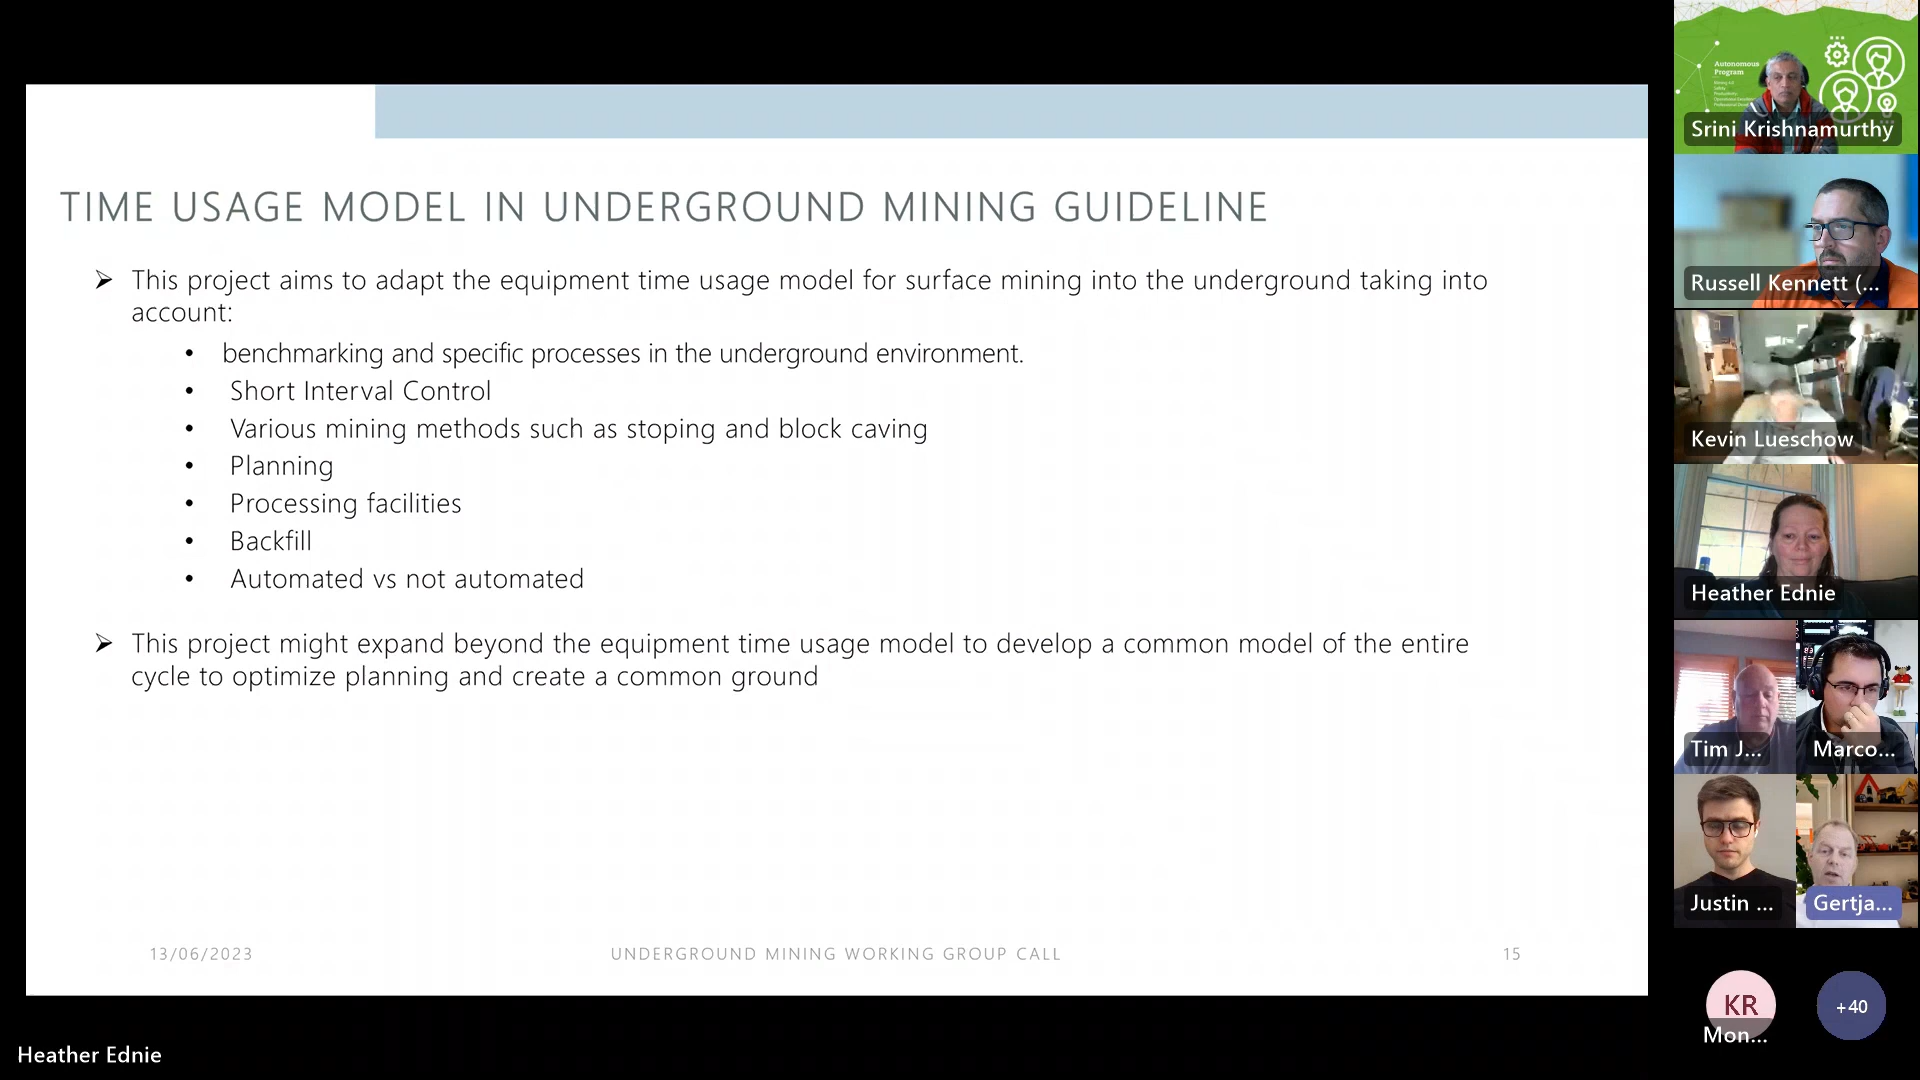 TIME USAGE MODEL IN UNDERGROUND MINING GUIDELINE
➢ This project aims to adapt the equipment time usage model for surface mining into the underground taking into
account:
• benchmarking and specific processes in the underground environment.
• Short Interval Control
• Various mining methods such as stoping and block caving
• Planning
• Processing facilities
• Backfill
• Automated vs not automated
➢ This project might expand beyond the equipment time usage model to develop a common model of the entire
cycle to optimize planning and create a common ground
13/06/2023
UNDERGROUND MINING WORKING GROUP CALL
15
Heather Ednie
Autonomous
Program
Srini Krishnamurthy
Russell Kennett (...
Kevin Lueschow
Heather Ednie
Tim J...
Marco...
Justin ...
Gertja...
KR
Mon...
+40